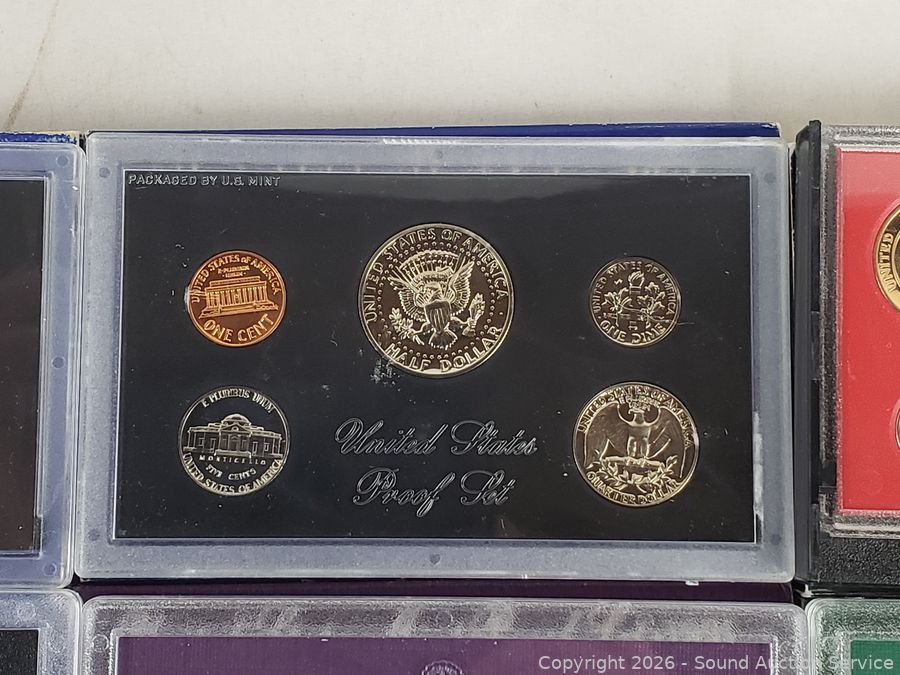 PACKAGED BY U.S. MINT
UNITED STATES OF AMERICA
E PLURIBUS
UNUM
ONE CENT
UNITED STATES OF AMERICA
HALF DOLLAR
UNITED STATES OF AMERICA
ONE DIME
E PLURIBUS UNUM
MONTICELLO
FIVE CENTS
UNITED STATES OF AMERICA
United States
Proof Set
UNITED STATES OF AMERICA
QUARTER DOLLAR
UNITED
Copyright 2026 - Sound Auction Service